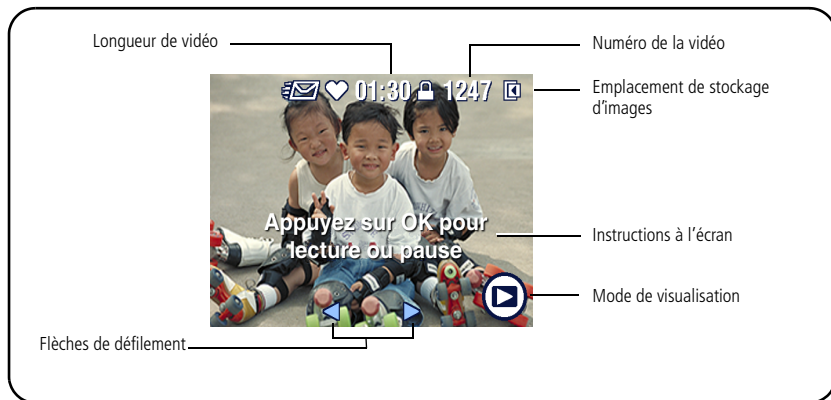 Longueur de vidéo
Numéro de la vidéo
01:30 1247
Emplacement de stockage
d'images
Appuyez sur OK pour
lecture ou pause
Instructions à l'écran
Mode de visualisation
Flèches de défilement